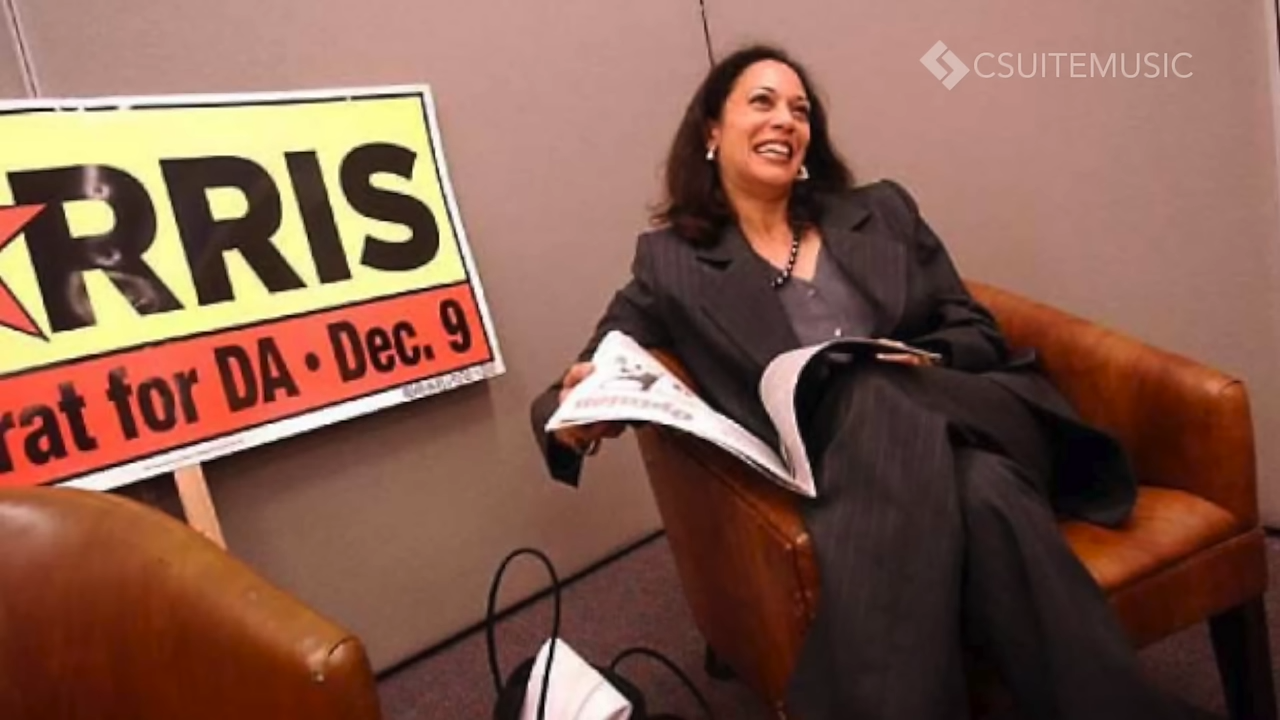 CSUITEMUSIC
RRIS
rat for DA • Dec. 9